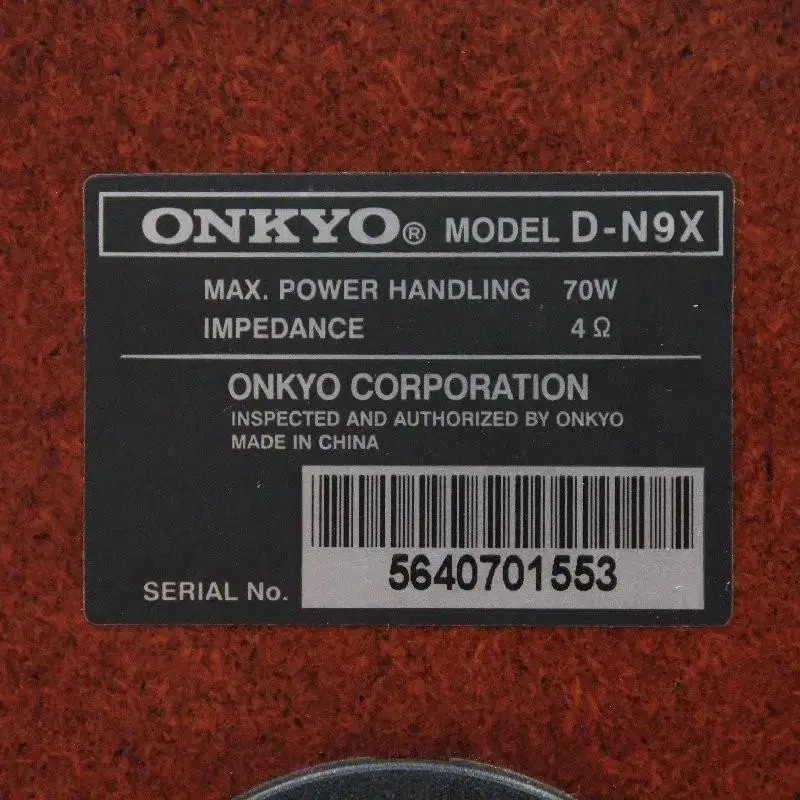 ONKYO® MODEL D-N9X
MAX. POWER HANDLING 70W
IMPEDANCE 4 Ω
ONKYO CORPORATION
INSPECTED AND AUTHORIZED BY ONKYO
MADE IN CHINA
SERIAL No. 5640701553